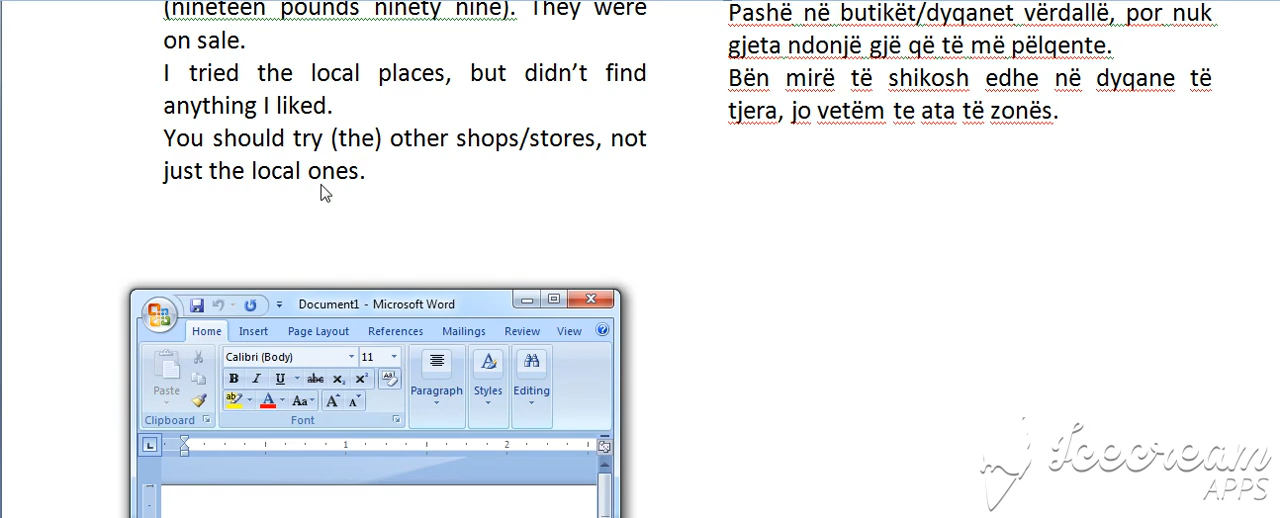 (nineteen pounds ninety nine). They were
on sale.
I tried the local places, but didn't find
anything I liked.
You should try (the) other shops/stores, not
just the local ones.
Pashë në butikët/dyqanet vërdallë, por nuk
gjeta ndonjë gjë që të më pëlqente.
Bën mirë të shikosh edhe në dyqane të
tjera, jo vetëm te ata të zonës.
Document1 - Microsoft Word
Home Insert Page Layout References Mailings Review View
Calibri (Body) 11
Paste
B I U abc x₂ x² Aa A A
Paragraph Styles Editing
Clipboard Font
L 1 2
Icecream
APPS